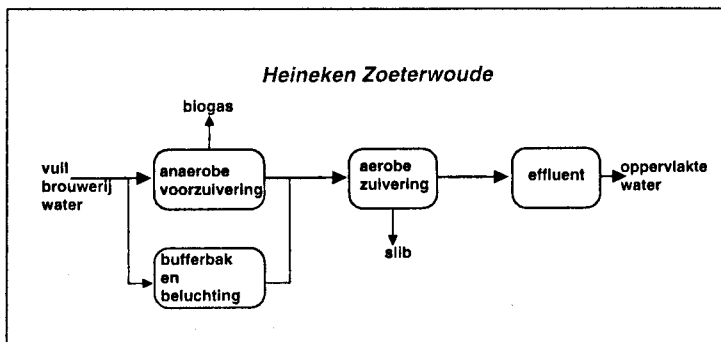 Heineken Zoeterwoude
biogas
vuil
brouwerij
water
anaerobe
voorzuivering
aerobe
zuivering
effluent
oppervlakte
water
slib
bufferbak
en
beluchting